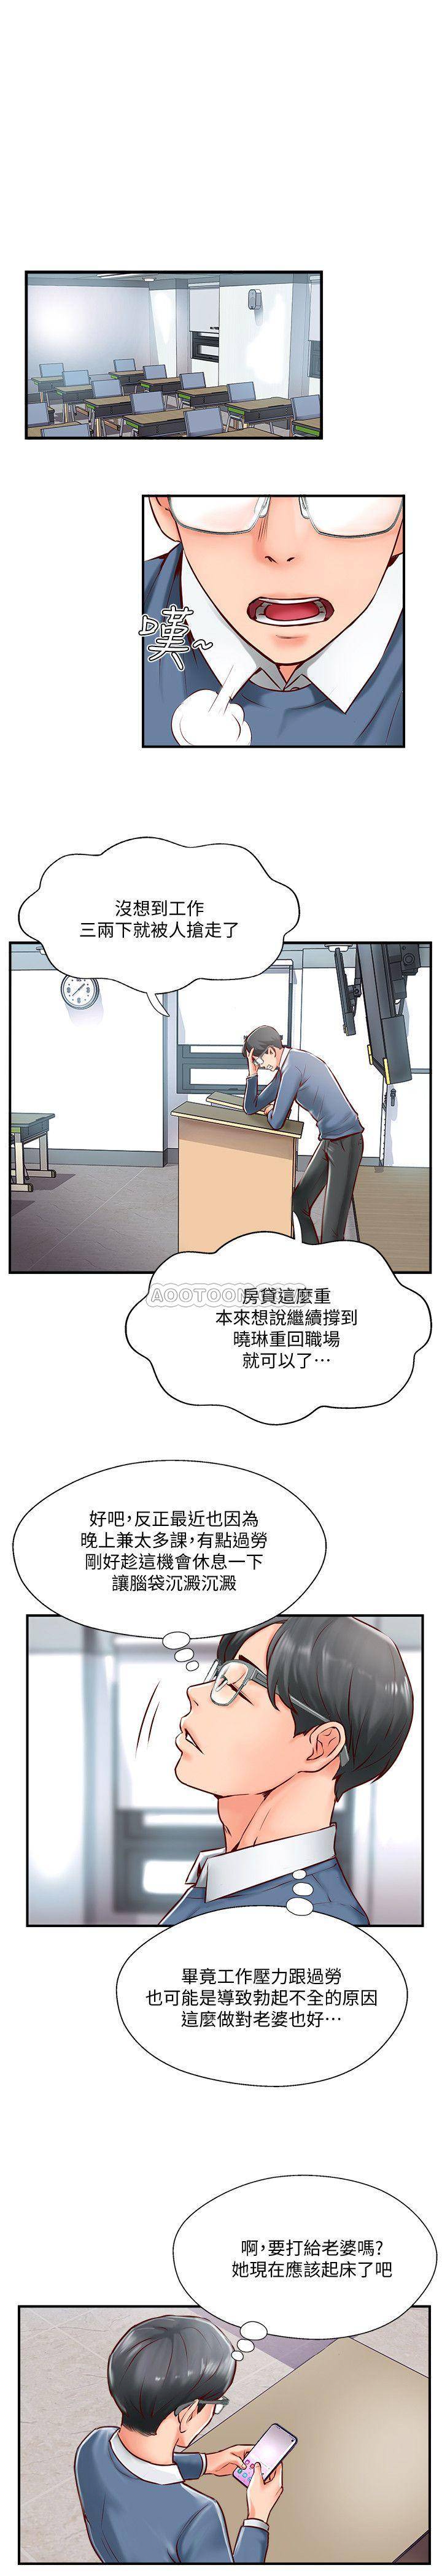 嘆~
沒想到工作
三兩下就被人搶走了
AOOTOON
房貸這麼重
本來想說繼續撐到
曉琳重回職場
就可以了…
好吧,反正最近也因為
晚上兼太多課,有點過勞
剛好趁這機會休息一下
讓腦袋沉澱沉澱
畢竟工作壓力跟過勞
也可能是導致勃起不全的原因
這麼做對老婆也好…
啊,要打給老婆嗎?
她現在應該起床了吧